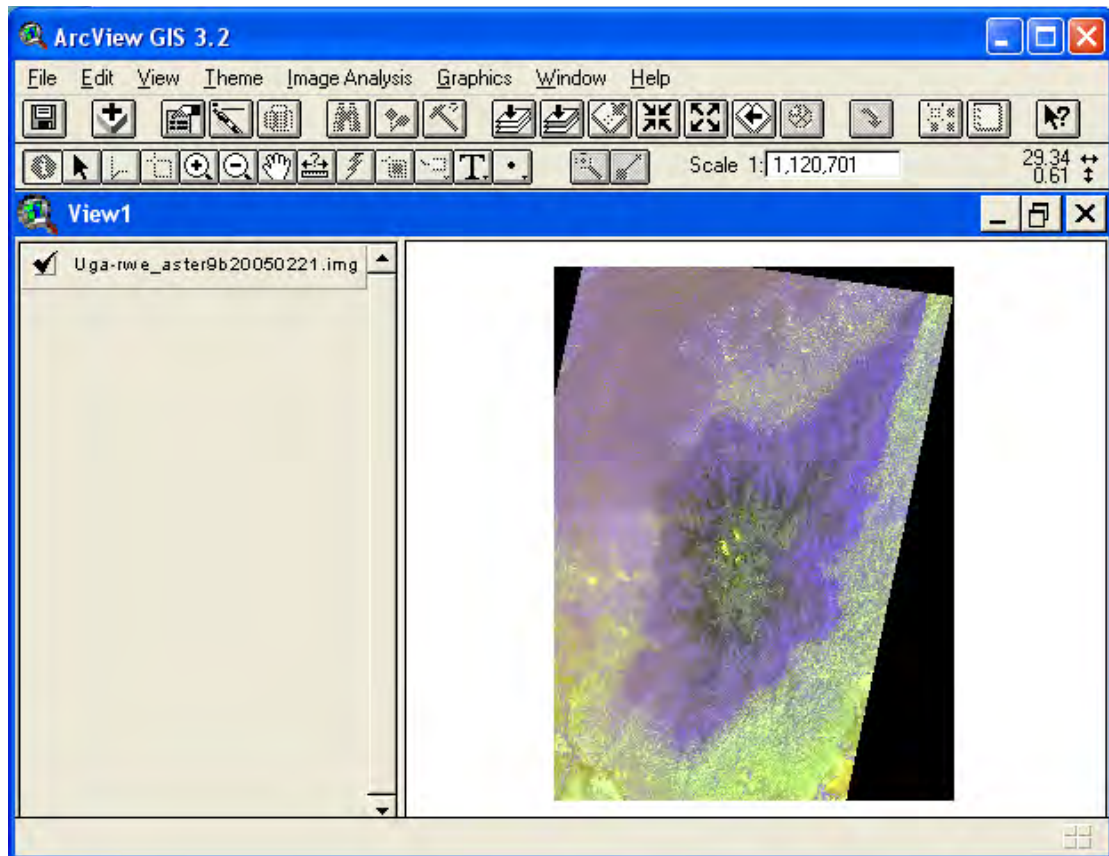 ArcView GIS 3.2
File Edit View Theme Image Analysis Graphics Window Help
T
Scale 1: 1,120,701
29.34
0.61
View1
Uga-rwe_aster9b20050221.img